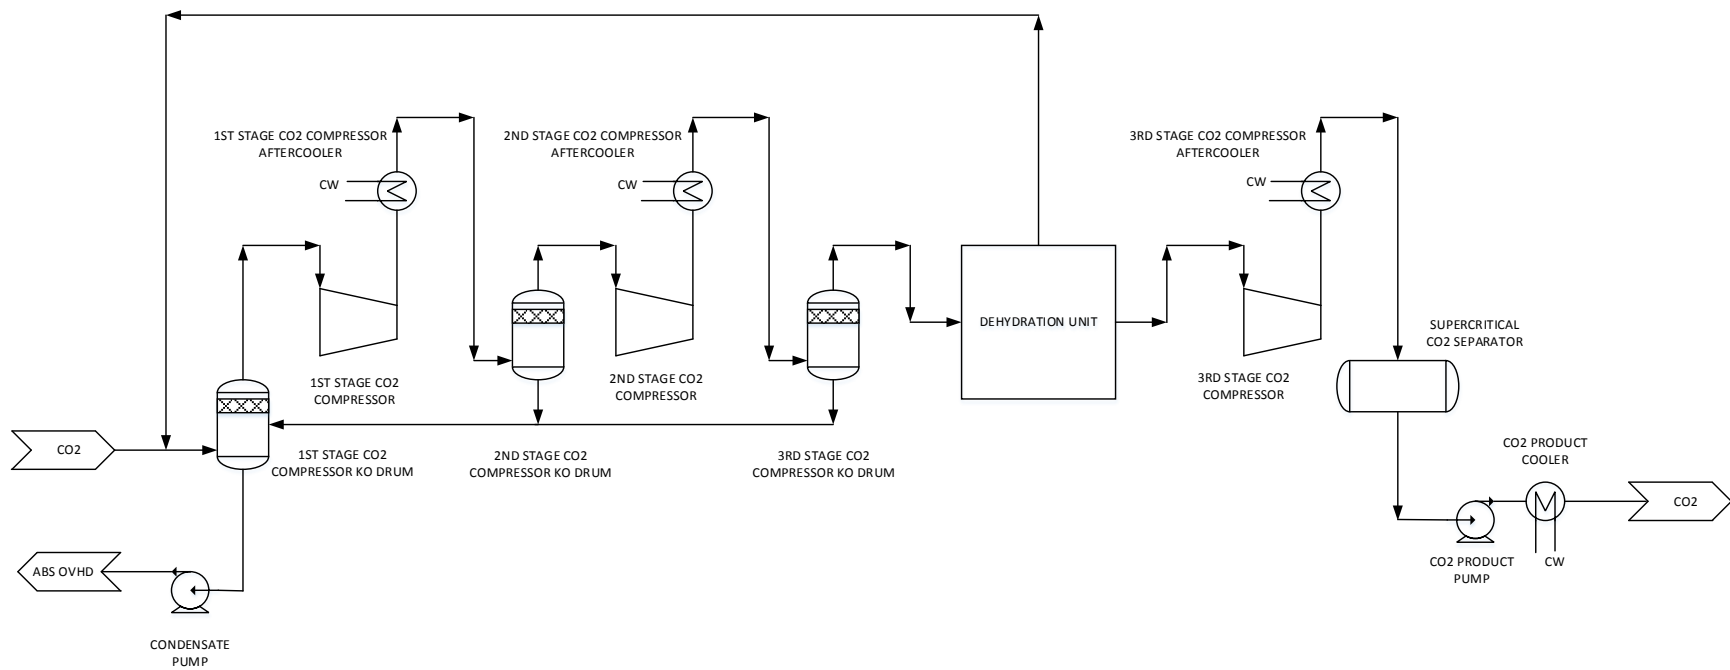 1ST STAGE CO2 COMPRESSOR
AFTERCOOLER
CW
2ND STAGE CO2 COMPRESSOR
AFTERCOOLER
CW
3RD STAGE CO2 COMPRESSOR
AFTERCOOLER
CW
DEHYDRATION UNIT
SUPERCRITICAL
CO2 SEPARATOR
1ST STAGE CO2
COMPRESSOR
2ND STAGE CO2
COMPRESSOR
3RD STAGE CO2
COMPRESSOR
CO2
1ST STAGE CO2
COMPRESSOR KO DRUM
2ND STAGE CO2
COMPRESSOR KO DRUM
3RD STAGE CO2
COMPRESSOR KO DRUM
CO2 PRODUCT
COOLER
CO2
CO2 PRODUCT
PUMP
CW
ABS OVHD
CONDENSATE
PUMP